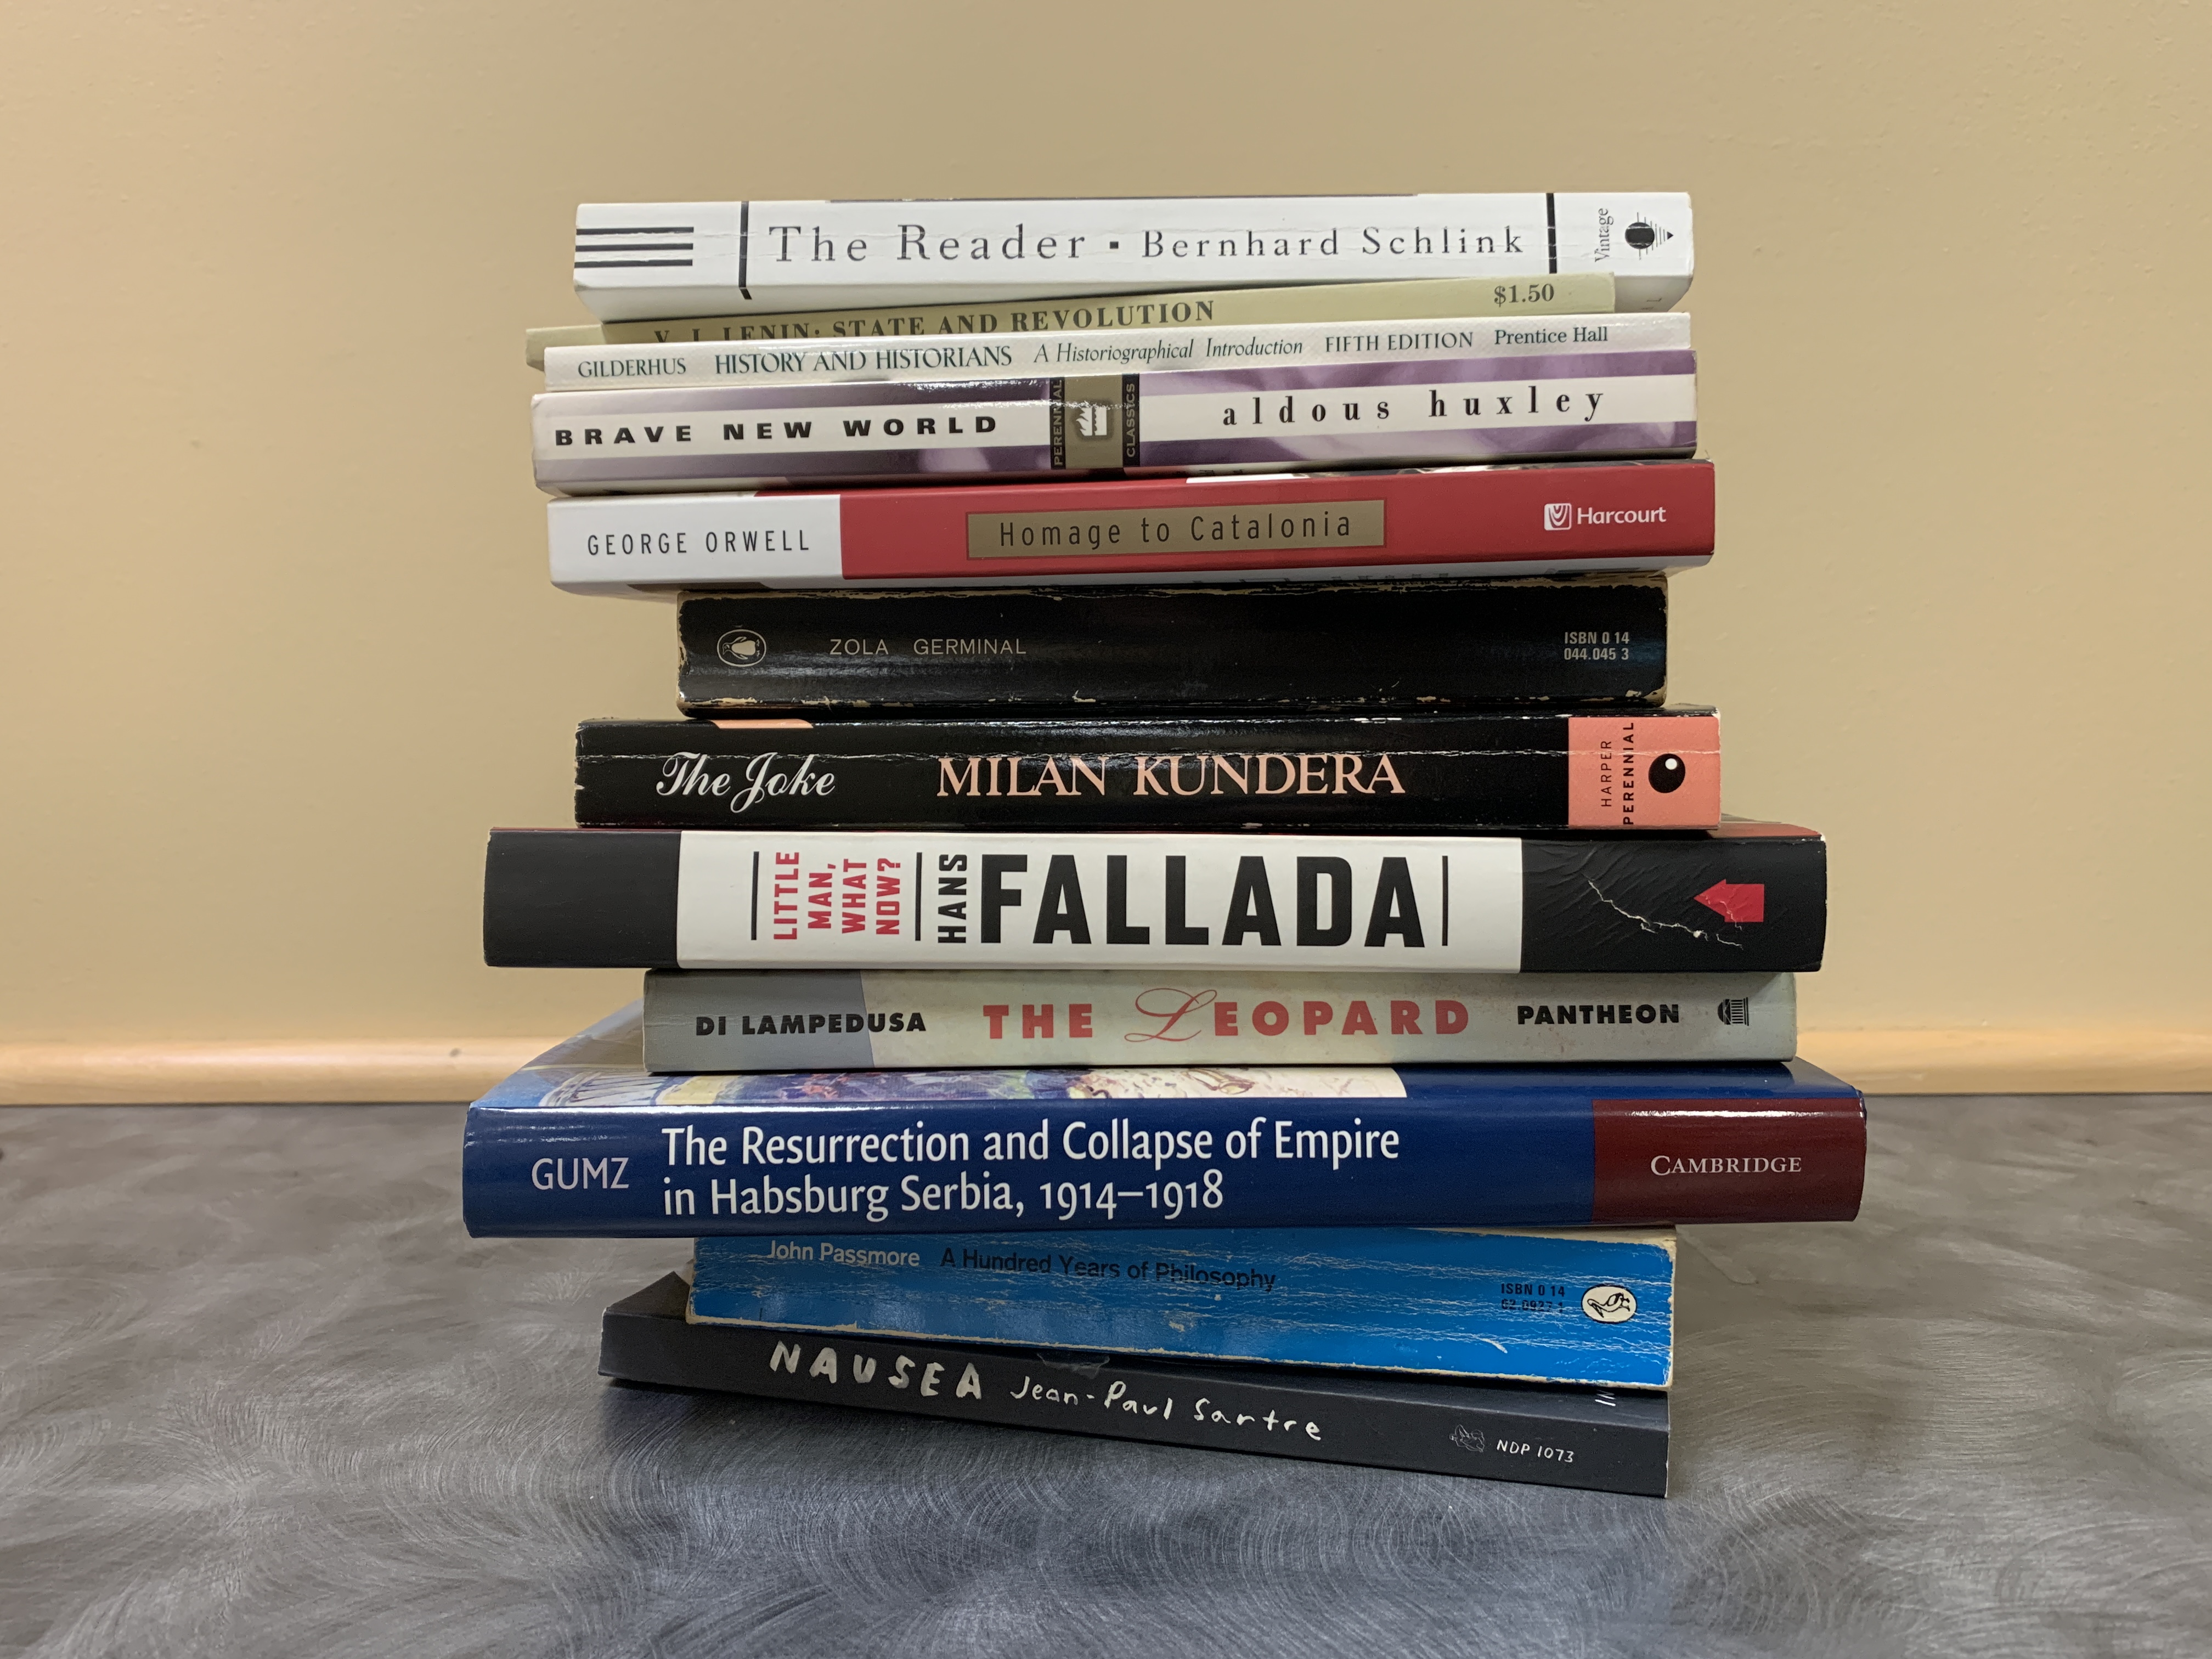 The Reader ▪ Bernhard Schlink Vintage
$1.50
V. I. LENIN: STATE AND REVOLUTION
GILDERHUS HISTORY AND HISTORIANS A Historiographical Introduction FIFTH EDITION Prentice Hall
BRAVE NEW WORLD PERENNIAL CLASSICS aldous huxley
GEORGE ORWELL Homage to Catalonia Harcourt
ZOLA GERMINAL
ISBN 0 14
044.045 3
The Joke MILAN KUNDERA
HARPER
PERENNIAL
LITTLE
MAN,
WHAT
NOW?
HANS
FALLADA
DI LAMPEDUSA THE LEOPARD PANTHEON
GUMZ
The Resurrection and Collapse of Empire
in Habsburg Serbia, 1914–1918
CAMBRIDGE
John Passmore A Hundred Years of Philosophy
ISBN 0 14
NAUSEA Jean-Paul Sartre NDP 1073